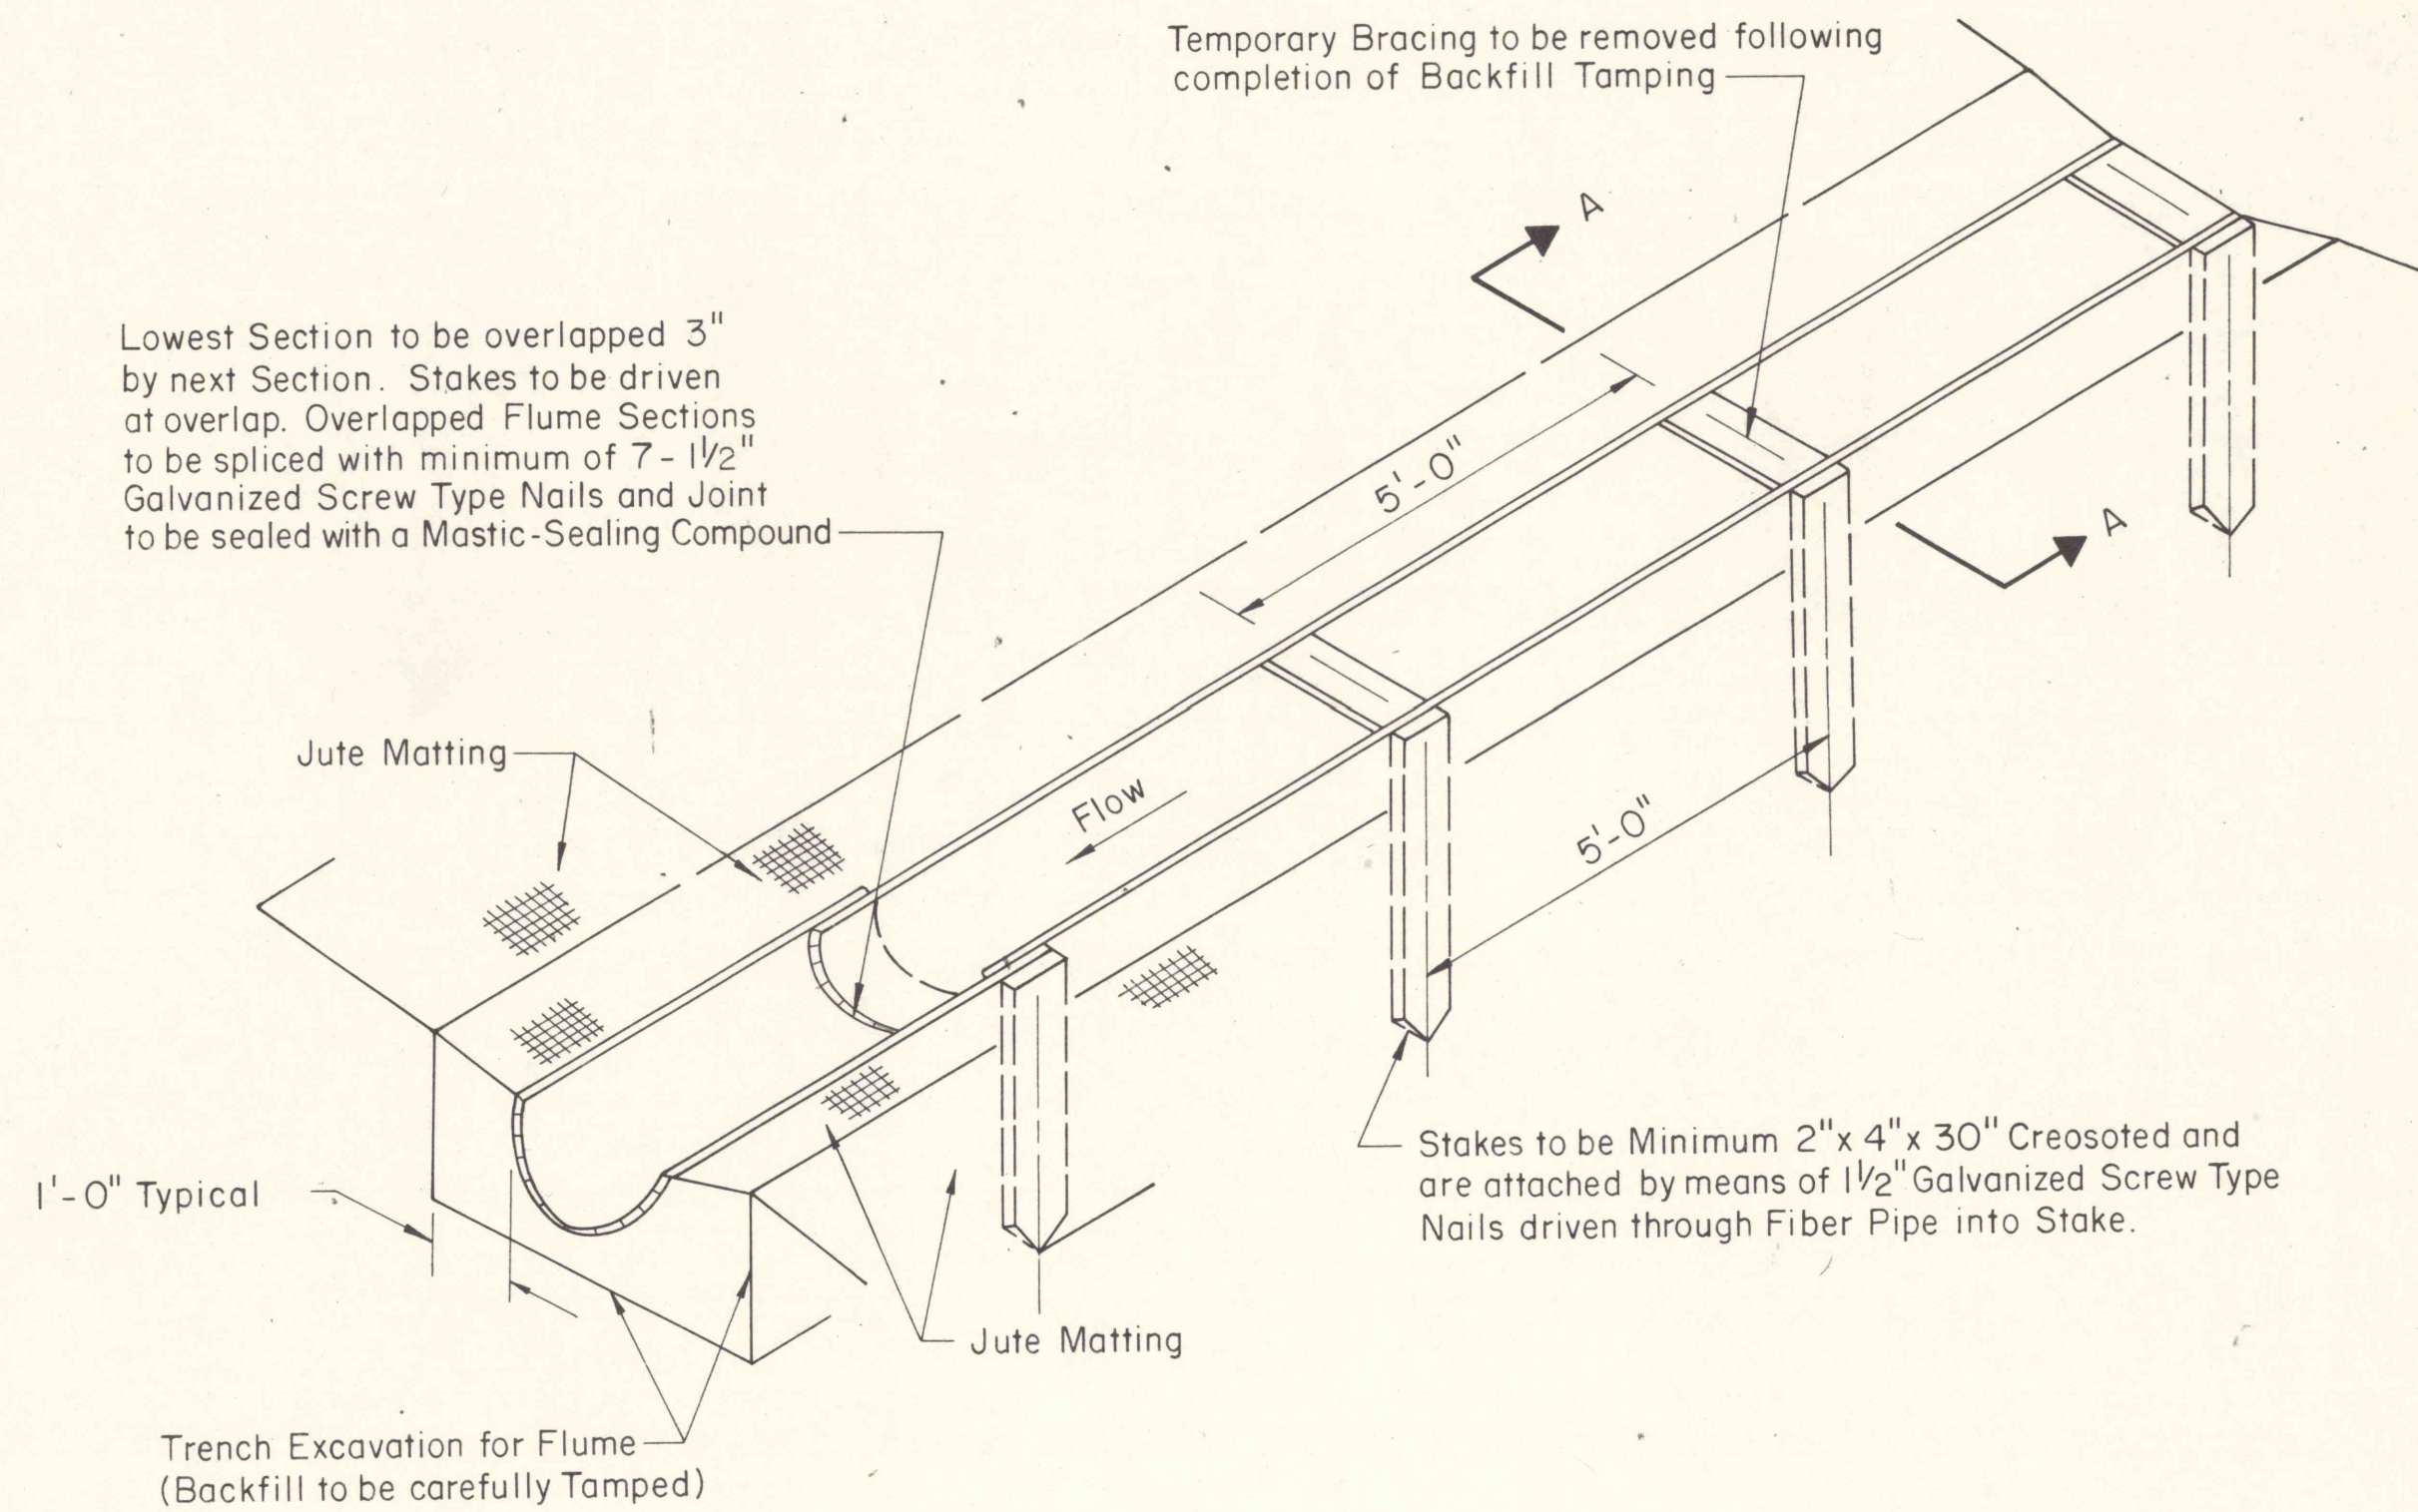 Temporary Bracing to be removed following
completion of Backfill Tamping
A
Lowest Section to be overlapped 3"
by next Section. Stakes to be driven
at overlap. Overlapped Flume Sections
to be spliced with minimum of 7 - 1 1/2"
Galvanized Screw Type Nails and Joint
to be sealed with a Mastic-Sealing Compound
5'-0"
A
Jute Matting
Flow
5'-0"
Stakes to be Minimum 2"x 4"x 30" Creosoted and
are attached by means of 1 1/2" Galvanized Screw Type
Nails driven through Fiber Pipe into Stake.
1'-0" Typical
Jute Matting
Trench Excavation for Flume
(Backfill to be carefully Tamped)